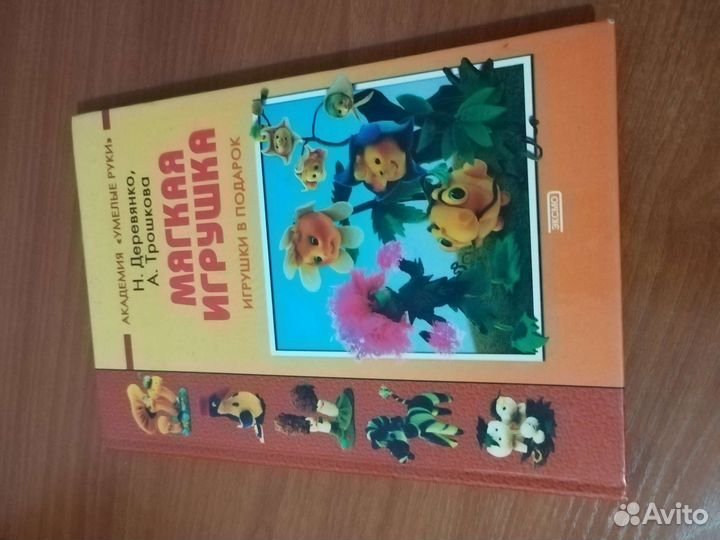 АКАДЕМИЯ «УМЕЛЫЕ РУКИ»
Н. Деревянко,
А. Трошкова
МЯГКАЯ
ИГРУШКА
ИГРУШКИ В ПОДАРОК
ЭКСМО
Avito